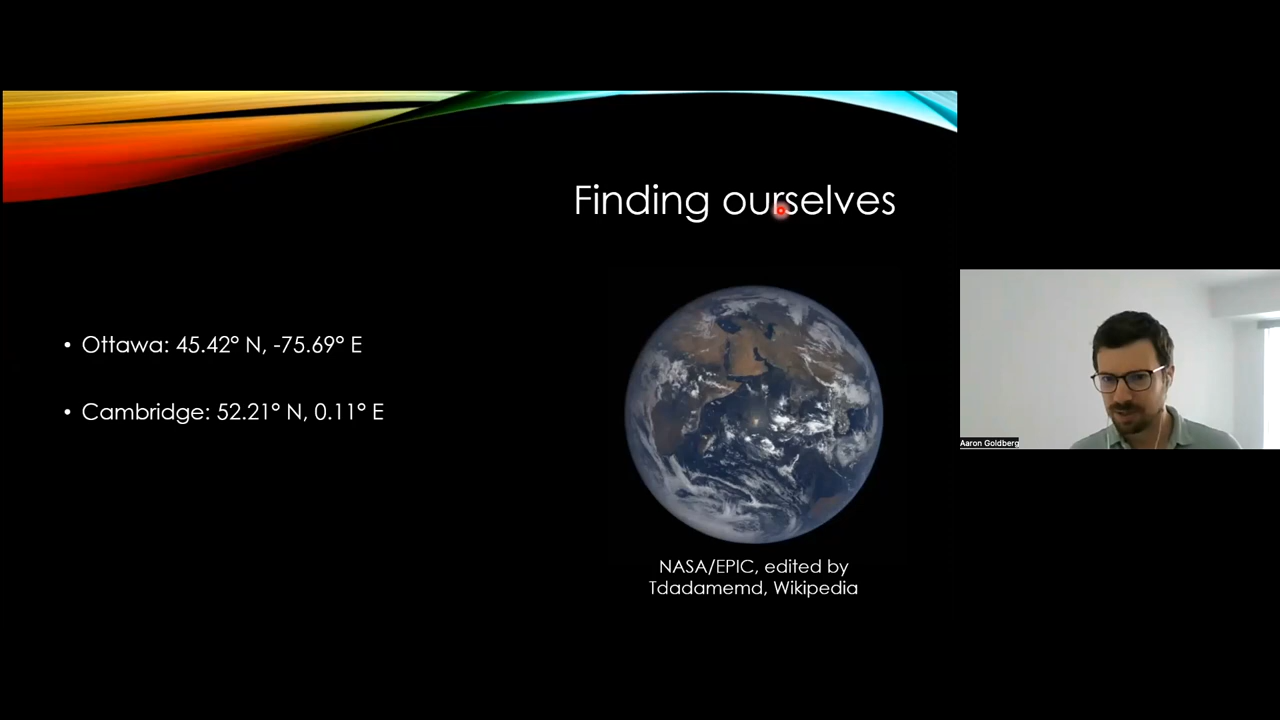 Finding ourselves
• Ottawa: 45.42° N, -75.69° E
• Cambridge: 52.21° N, 0.11° E
NASA/EPIC, edited by
Tdadamemd, Wikipedia
Aaron Goldberg